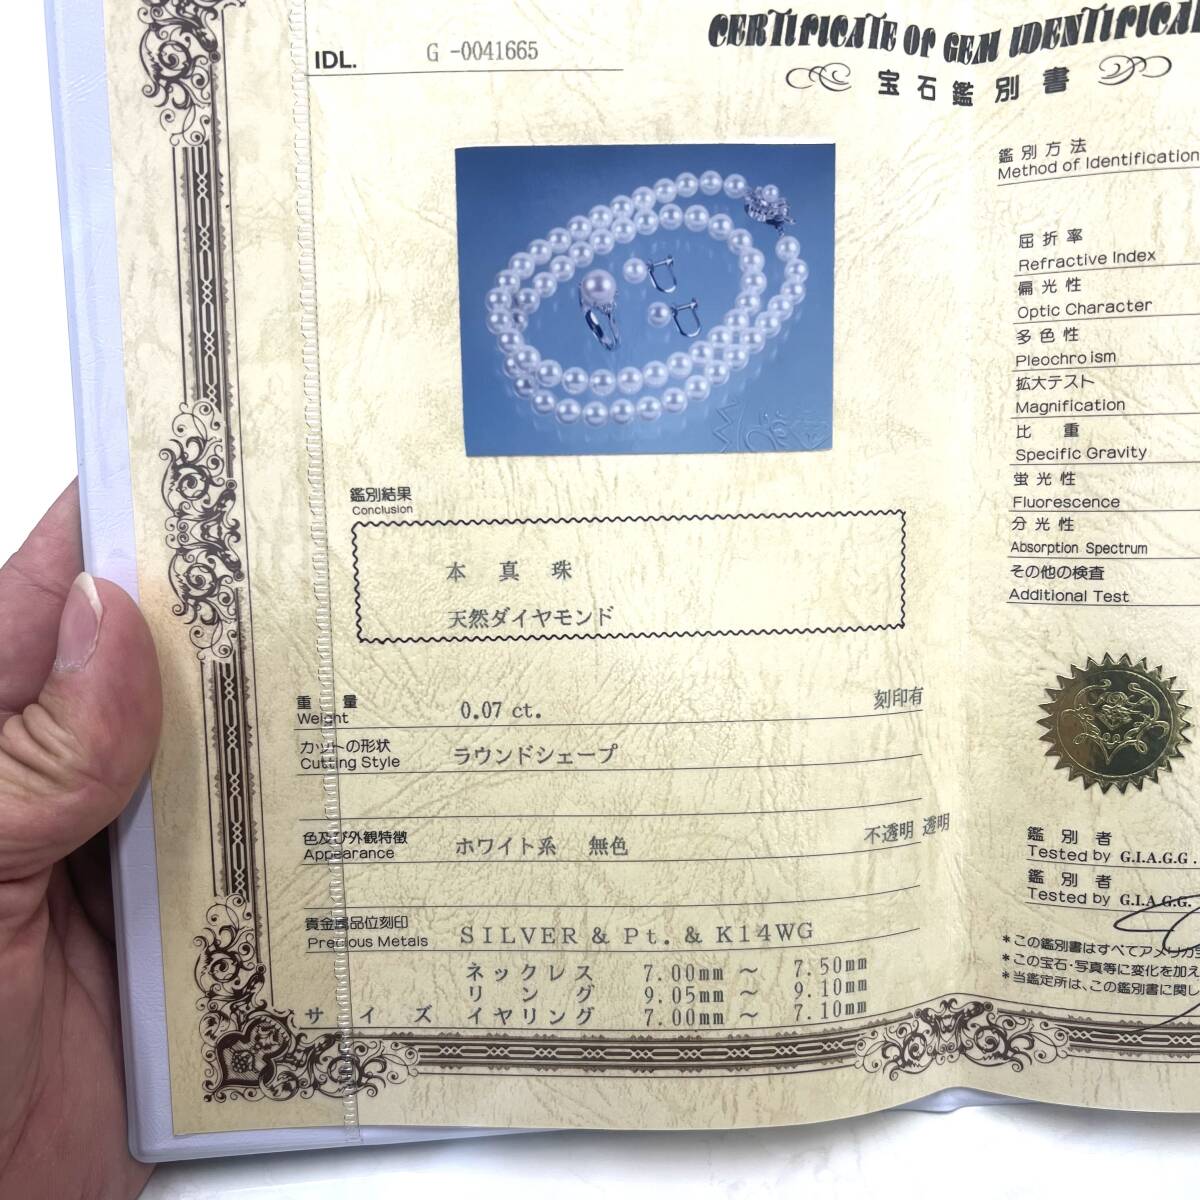 IDL. G -0041665
CERTIFICATE OF GEM IDENTIFICA
宝石鑑別書
鑑別方法
Method of Identification
屈折率
Refractive Index
偏光性
Optic Character
多色性
Pleochroism
拡大テスト
Magnification
比重
Specific Gravity
蛍光性
Fluorescence
分光性
Absorption Spectrum
その他の検査
Additional Test
鑑別結果
Conclusion
本真珠
天然ダイヤモンド
重量
Weight 0.07 ct. 刻印有
カットの形状
Cutting Style ラウンドシェープ
色及び外観特徴
Appearance ホワイト系 無色 不透明 透明
貴金属品位刻印
Precious Metals SILVER & Pt. & K14WG
ネックレス 7.00mm ～ 7.50mm
リング 9.05mm ～ 9.10mm
サイズ イヤリング 7.00mm ～ 7.10mm
鑑別者
Tested by G.I.A.G.G.
鑑別者
Tested by G.I.A.G.G.
*この鑑別書はすべてアメリカ
*この宝石・写真等に変化を加え
*当鑑定所は、この鑑別書に関し